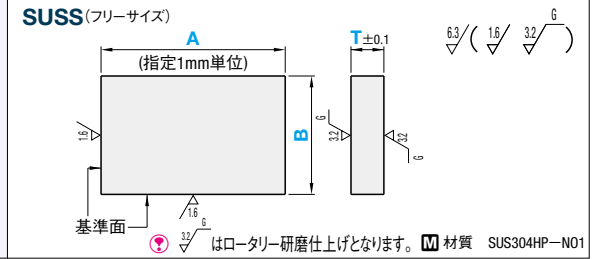 SUSS(フリーサイズ)
A
(指定1mm単位)
T±0.1
6.3 ( 1.6 3.2 G )
B
1.6
G
3.2
3.2
G
1.6
基準面
3.2 G はロータリー研磨仕上げとなります。 M 材質 SUS304HP−N01